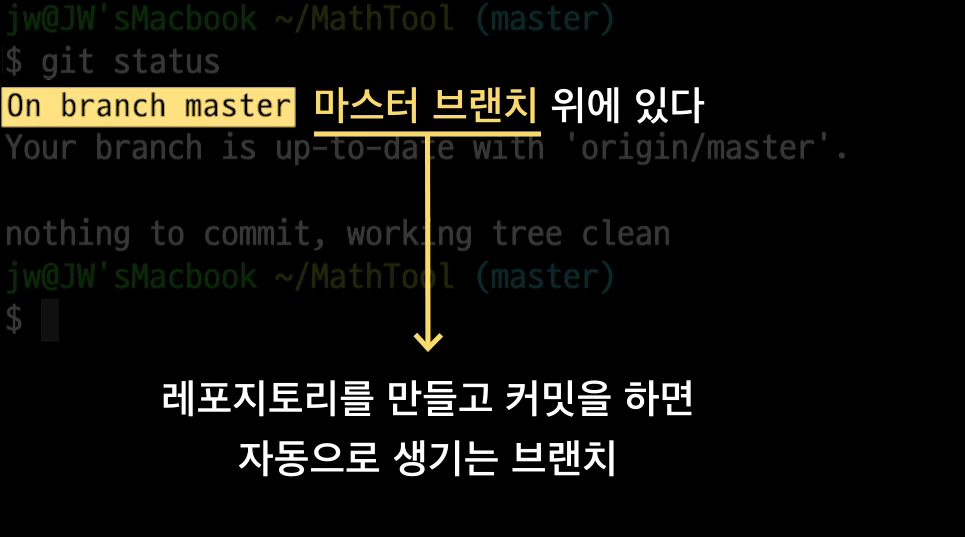 jw@JW'sMacbook ~/MathTool (master)
$ git status
On branch master 마스터 브랜치 위에 있다
Your branch is up-to-date with 'origin/master'.
nothing to commit, working tree clean
jw@JW'sMacbook ~/MathTool (master)
$
레포지토리를 만들고 커밋을 하면
자동으로 생기는 브랜치